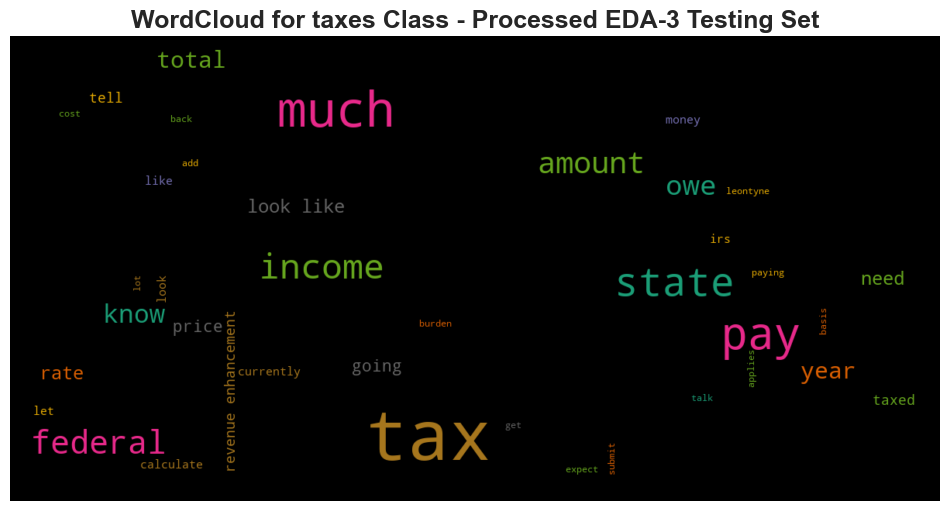 WordCloud for taxes Class - Processed EDA-3 Testing Set
total
tell
much
cost
back
money
add
amount
like
owe
leontyne
look like
irs
income
state
paying
need
lot
look
know
price
burden
basis
pay
revenue enhancement
currently
going
applies
year
rate
let
talk
taxed
federal
tax
get
calculate
expect
submit